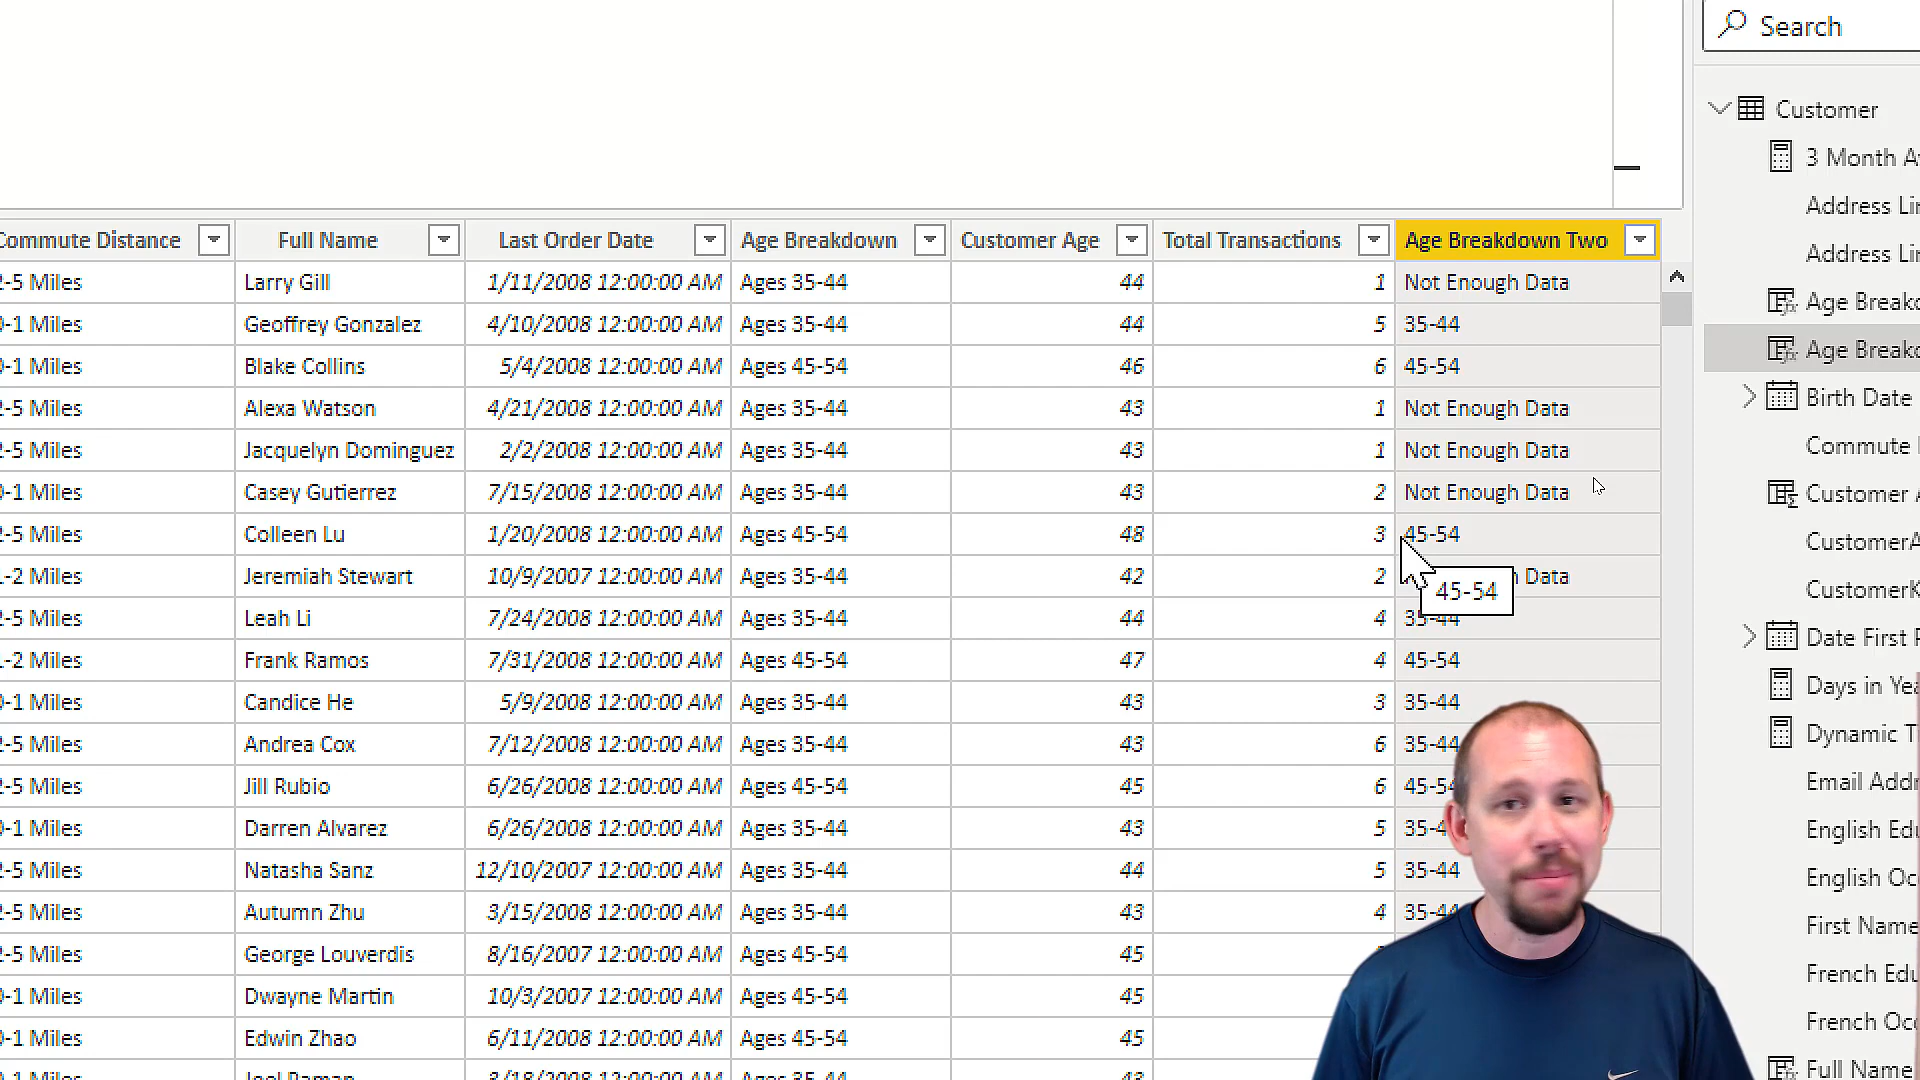 Search
Customer
3 Month
Address
Address
Age
Age
Birth Date
Commute
Customer
Date First
Days in
Dynamic
Email
English
English
First Name
French
French
Full Name
Commute Distance Full Name Last Order Date Age Breakdown Customer Age Total Transactions Age Breakdown Two
2-5 Miles Larry Gill 1/11/2008 12:00:00 AM Ages 35-44 44 1 Not Enough Data
0-1 Miles Geoffrey Gonzalez 4/10/2008 12:00:00 AM Ages 35-44 44 5 35-44
0-1 Miles Blake Collins 5/4/2008 12:00:00 AM Ages 45-54 46 6 45-54
2-5 Miles Alexa Watson 4/21/2008 12:00:00 AM Ages 35-44 43 1 Not Enough Data
2-5 Miles Jacquelyn Dominguez 2/2/2008 12:00:00 AM Ages 35-44 43 1 Not Enough Data
0-1 Miles Casey Gutierrez 7/15/2008 12:00:00 AM Ages 35-44 43 2 Not Enough Data
2-5 Miles Colleen Lu 1/20/2008 12:00:00 AM Ages 45-54 48 3 45-54
1-2 Miles Jeremiah Stewart 10/9/2007 12:00:00 AM Ages 35-44 42 2 Data
45-54
2-5 Miles Leah Li 7/24/2008 12:00:00 AM Ages 35-44 44 4 35-44
1-2 Miles Frank Ramos 7/31/2008 12:00:00 AM Ages 45-54 47 4 45-54
0-1 Miles Candice He 5/9/2008 12:00:00 AM Ages 35-44 43 3 35-44
2-5 Miles Andrea Cox 7/12/2008 12:00:00 AM Ages 35-44 43 6 35-44
2-5 Miles Jill Rubio 6/26/2008 12:00:00 AM Ages 45-54 45 6 45-54
0-1 Miles Darren Alvarez 6/26/2008 12:00:00 AM Ages 35-44 43 5 35-4
2-5 Miles Natasha Sanz 12/10/2007 12:00:00 AM Ages 35-44 44 5 35-44
2-5 Miles Autumn Zhu 3/15/2008 12:00:00 AM Ages 35-44 43 4 35-44
2-5 Miles George Louverdis 8/16/2007 12:00:00 AM Ages 45-54 45
0-1 Miles Dwayne Martin 10/3/2007 12:00:00 AM Ages 45-54 45
0-1 Miles Edwin Zhao 6/11/2008 12:00:00 AM Ages 45-54 45